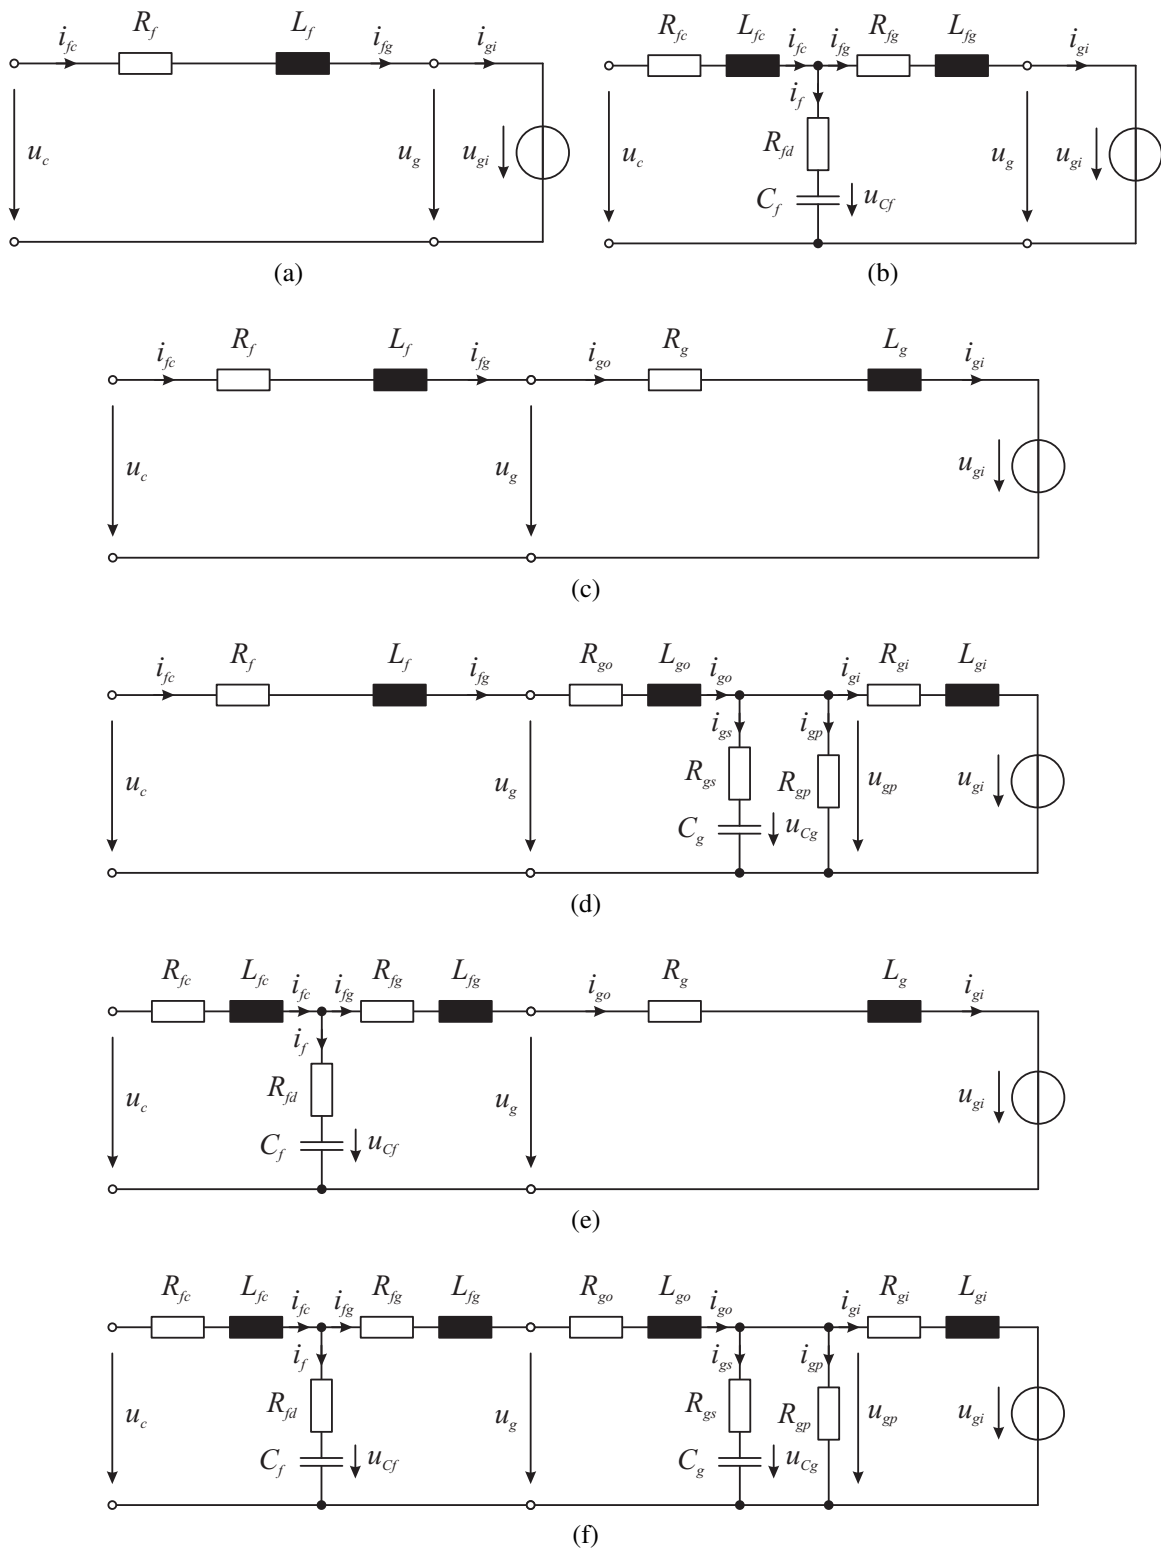 R_f L_f
i_fc i_fg i_gi
u_c u_g u_gi
(a)
R_fc L_fc i_fc i_fg R_fg L_fg i_gi
i_f
u_c R_fd u_g u_gi
C_f u_Cf
(b)
R_f L_f R_g L_g
i_fc i_fg i_go i_gi
u_c u_g u_gi
(c)
R_f L_f R_go L_go i_go i_gi R_gi L_gi
i_fc i_fg
i_gs i_gp
u_c u_g R_gs R_gp u_gp u_gi
C_g u_Cg
(d)
R_fc L_fc i_fc i_fg R_fg L_fg i_go R_g L_g i_gi
i_f
u_c R_fd u_g u_gi
C_f u_Cf
(e)
R_fc L_fc i_fc i_fg R_fg L_fg R_go L_go i_go i_gi R_gi L_gi
i_f i_gs i_gp
u_c R_fd u_g R_gs R_gp u_gp u_gi
C_f u_Cf C_g u_Cg
(f)